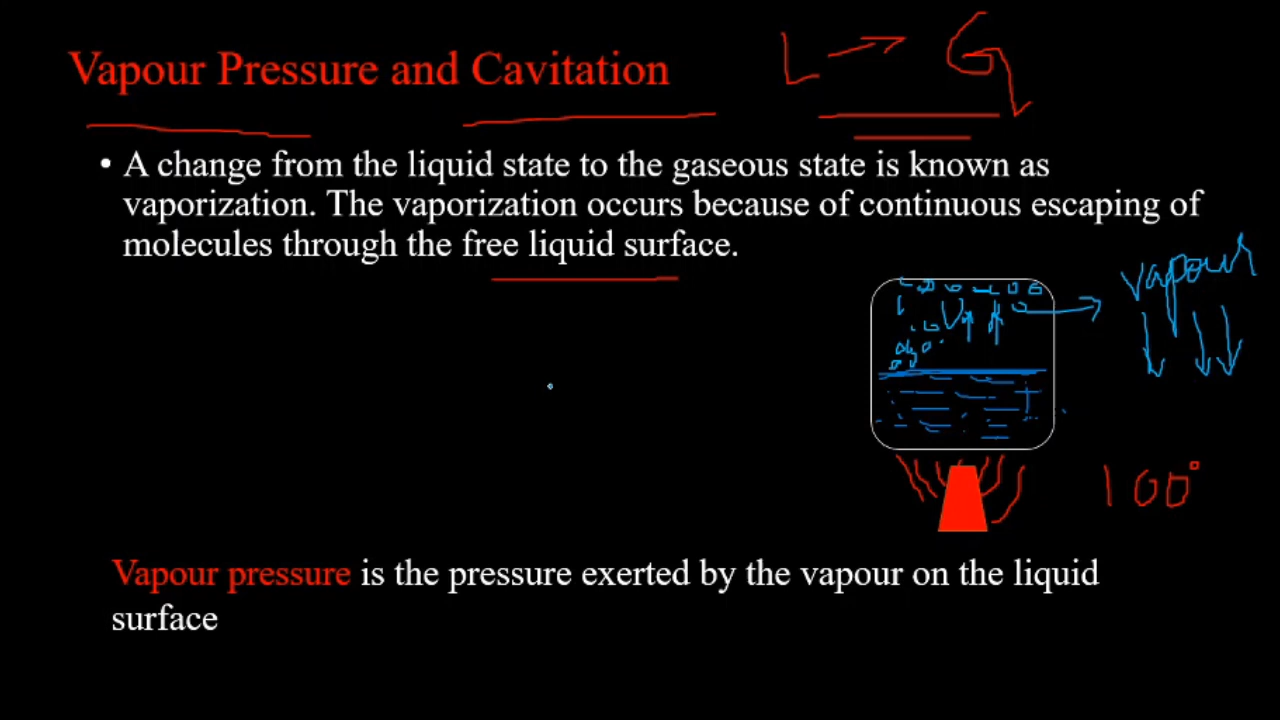 Vapour Pressure and Cavitation
L → G
• A change from the liquid state to the gaseous state is known as
vaporization. The vaporization occurs because of continuous escaping of
molecules through the free liquid surface.
vapour
100°
Vapour pressure is the pressure exerted by the vapour on the liquid
surface